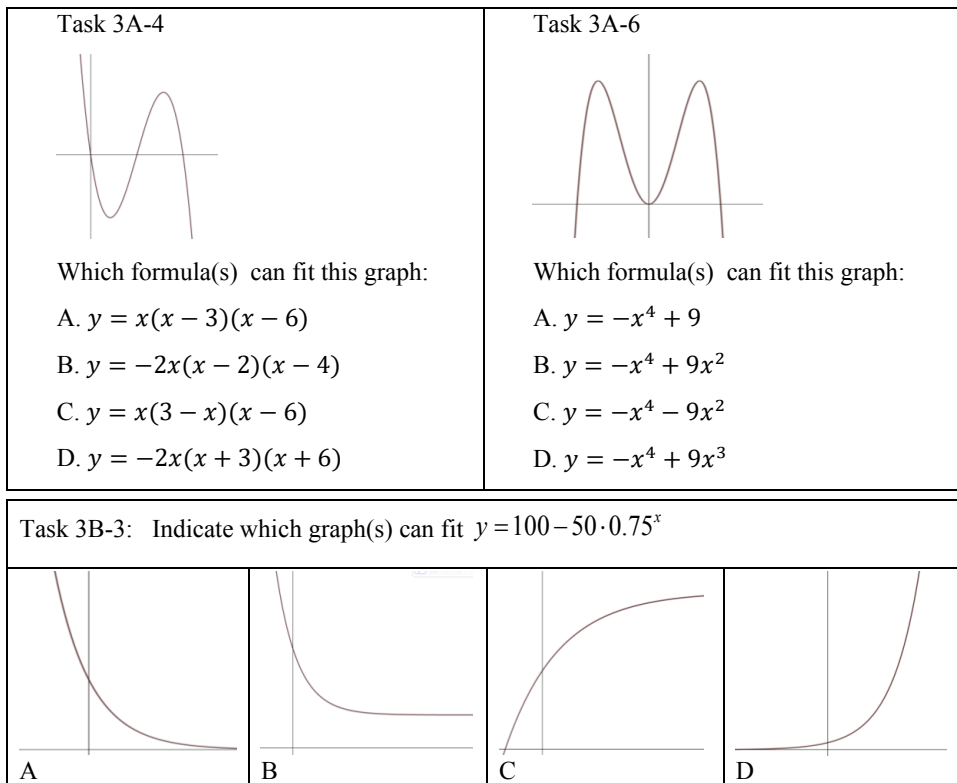 Task 3A-4
Which formula(s) can fit this graph:
A. 𝑦 = 𝑥(𝑥 − 3)(𝑥 − 6)
B. 𝑦 = −2𝑥(𝑥 − 2)(𝑥 − 4)
C. 𝑦 = 𝑥(3 − 𝑥)(𝑥 − 6)
D. 𝑦 = −2𝑥(𝑥 + 3)(𝑥 + 6)
Task 3A-6
Which formula(s) can fit this graph:
A. 𝑦 = −𝑥⁴ + 9
B. 𝑦 = −𝑥⁴ + 9𝑥²
C. 𝑦 = −𝑥⁴ − 9𝑥²
D. 𝑦 = −𝑥⁴ + 9𝑥³
Task 3B-3: Indicate which graph(s) can fit y = 100 − 50 · 0.75ˣ
A
B
C
D